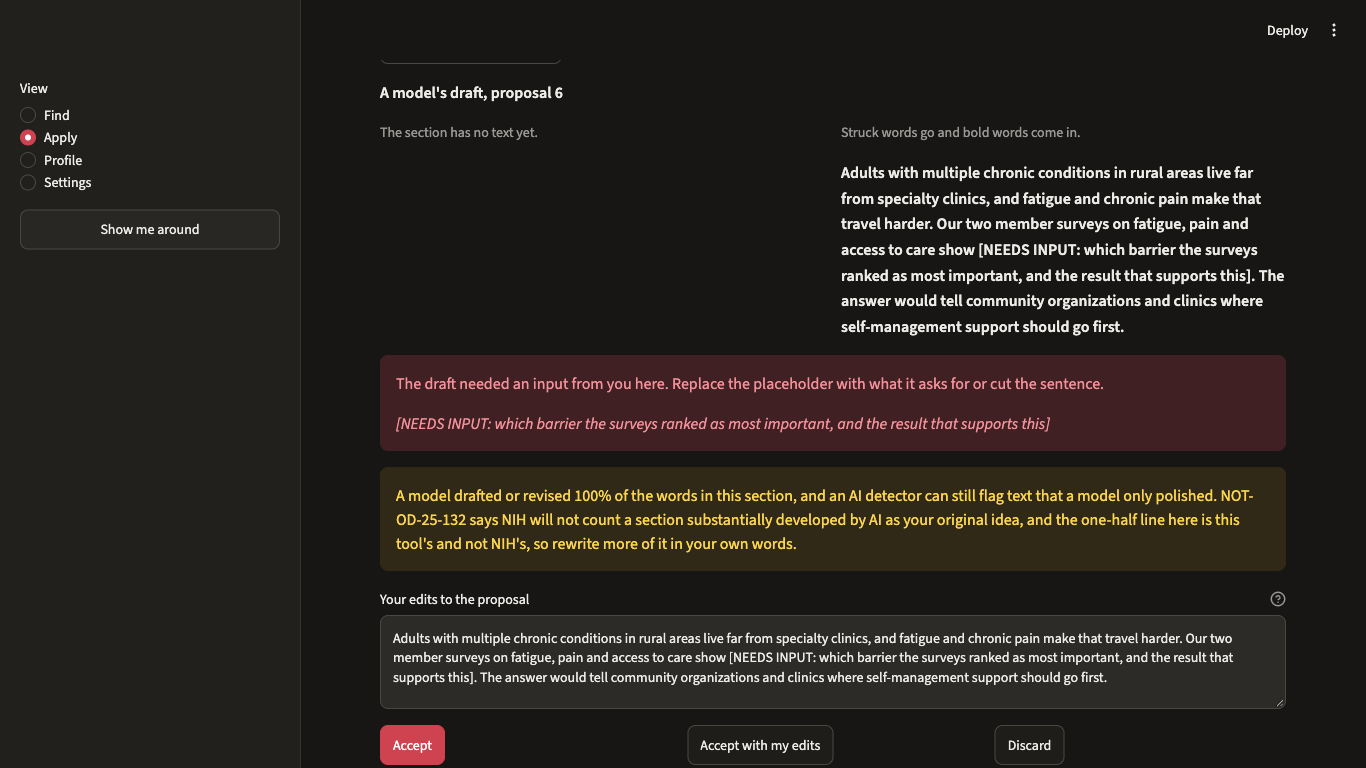 Deploy
View
Find
Apply
Profile
Settings
Show me around
A model's draft, proposal 6
The section has no text yet.
Struck words go and bold words come in.
Adults with multiple chronic conditions in rural areas live far
from specialty clinics, and fatigue and chronic pain make that
travel harder. Our two member surveys on fatigue, pain and
access to care show [NEEDS INPUT: which barrier the surveys
ranked as most important, and the result that supports this]. The
answer would tell community organizations and clinics where
self-management support should go first.
The draft needed an input from you here. Replace the placeholder with what it asks for or cut the sentence.
[NEEDS INPUT: which barrier the surveys ranked as most important, and the result that supports this]
A model drafted or revised 100% of the words in this section, and an AI detector can still flag text that a model only polished. NOT-
OD-25-132 says NIH will not count a section substantially developed by AI as your original idea, and the one-half line here is this
tool's and not NIH's, so rewrite more of it in your own words.
Your edits to the proposal
Adults with multiple chronic conditions in rural areas live far from specialty clinics, and fatigue and chronic pain make that travel harder. Our two
member surveys on fatigue, pain and access to care show [NEEDS INPUT: which barrier the surveys ranked as most important, and the result that
supports this]. The answer would tell community organizations and clinics where self-management support should go first.
Accept
Accept with my edits
Discard